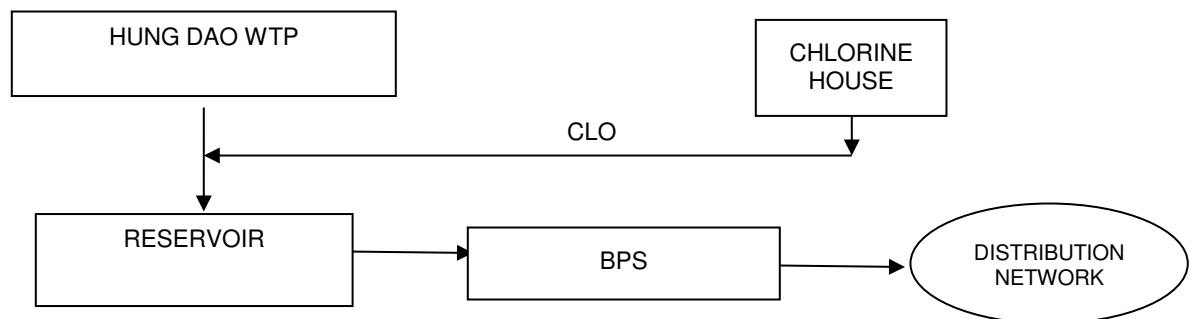 HUNG DAO WTP
CHLORINE
HOUSE
CLO
RESERVOIR
BPS
DISTRIBUTION
NETWORK